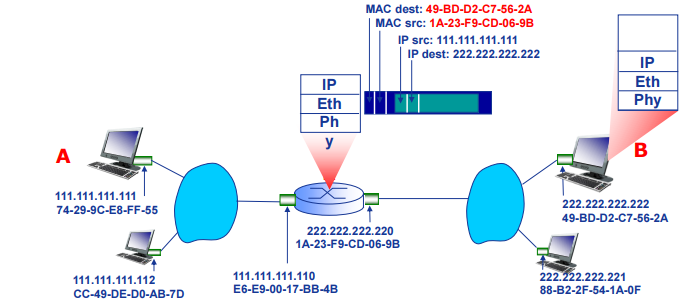 MAC dest: 49-BD-D2-C7-56-2A
MAC src: 1A-23-F9-CD-06-9B
IP src: 111.111.111.111
IP dest: 222.222.222.222
IP
Eth
Ph
y
IP
Eth
Phy
A
B
111.111.111.111
74-29-9C-E8-FF-55
222.222.222.222
49-BD-D2-C7-56-2A
222.222.222.220
1A-23-F9-CD-06-9B
111.111.111.112
CC-49-DE-D0-AB-7D
111.111.111.110
E6-E9-00-17-BB-4B
222.222.222.221
88-B2-2F-54-1A-0F